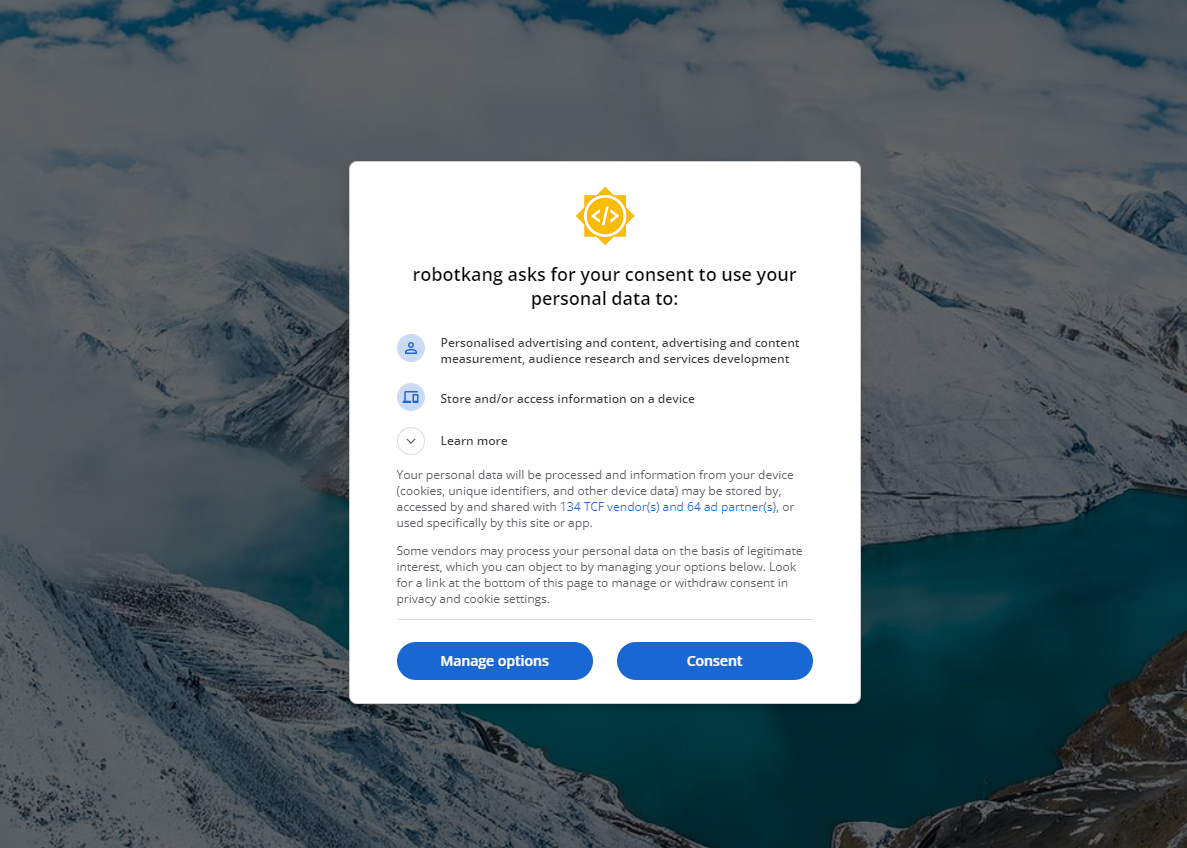 </>
robotkang asks for your consent to use your
personal data to:
Personalised advertising and content, advertising and content
measurement, audience research and services development
Store and/or access information on a device
Learn more
Your personal data will be processed and information from your device
(cookies, unique identifiers, and other device data) may be stored by,
accessed by and shared with 134 TCF vendor(s) and 64 ad partner(s), or
used specifically by this site or app.
Some vendors may process your personal data on the basis of legitimate
interest, which you can object to by managing your options below. Look
for a link at the bottom of this page to manage or withdraw consent in
privacy and cookie settings.
Manage options
Consent